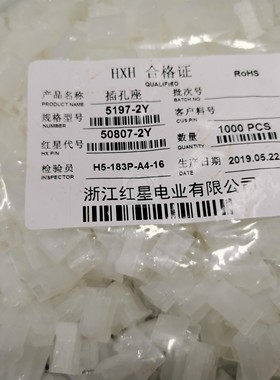 HXH 合格证 RoHS
QUALIFIED
产品名称 插孔座 批次号
PRODUCT NAME BATCH NO.
规格型号 5197-2Y 客户料号
NUMBER CUS.P/N
红星代号 50807-2Y 数量 1000 PCS
HX.P/N QUANTITY
检验员 H5-183P-A4-16 生产日期 2019.05.22
INSPECTOR DATE
浙江红星电业有限公司